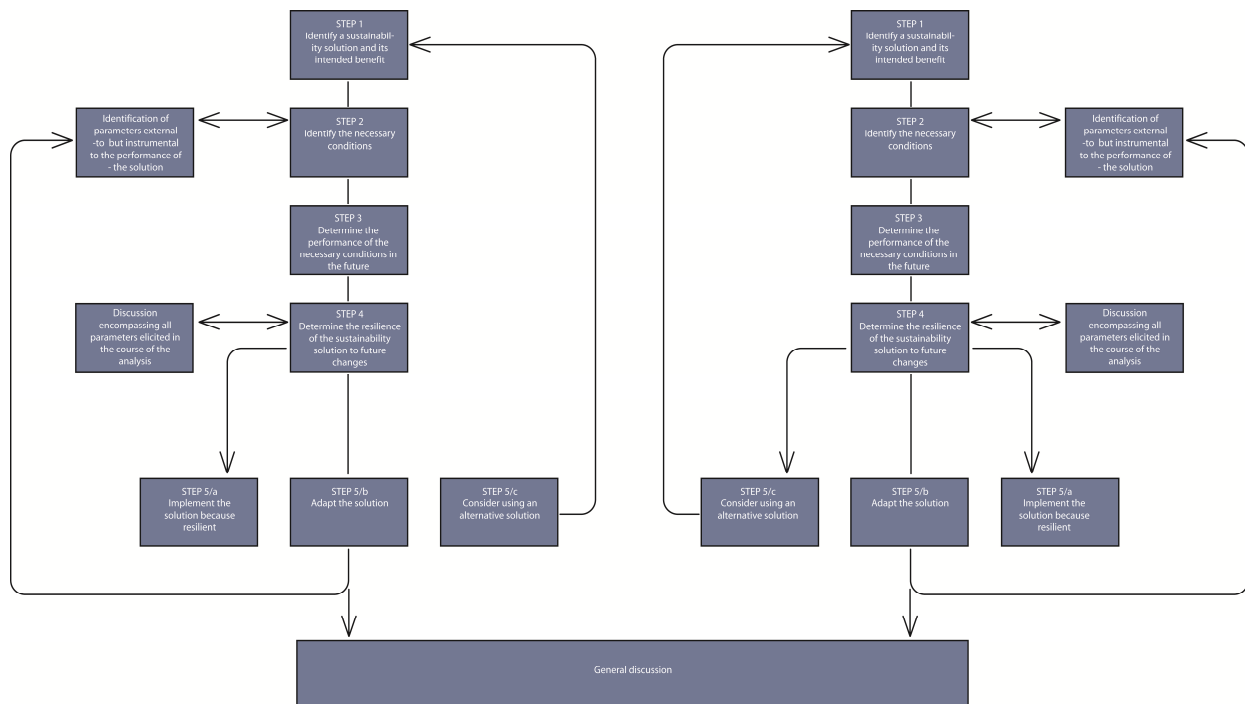 STEP 1
Identify a sustainabil-
ity solution and its
intended benefit
Identification of
parameters external
-to  but instrumental
to the performance of
- the solution
STEP 2
Identify the necessary
conditions
STEP 3
Determine the
performance of the
necessary conditions in
the future
Discussion
encompassing all
parameters elicited in
the course of the
analysis
STEP 4
Determine the resilience
of the sustainability
solution to future
changes
STEP 5/a
Implement the
solution because
resilient
STEP 5/b
Adapt the solution
STEP 5/c
Consider using an
alternative solution
STEP 1
Identify a sustainabil-
ity solution and its
intended benefit
STEP 2
Identify the necessary
conditions
Identification of
parameters external
-to  but instrumental
to the performance of
- the solution
STEP 3
Determine the
performance of the
necessary conditions in
the future
STEP 4
Determine the resilience
of the sustainability
solution to future
changes
Discussion
encompassing all
parameters elicited in
the course of the
analysis
STEP 5/c
Consider using an
alternative solution
STEP 5/b
Adapt the solution
STEP 5/a
Implement the
solution because
resilient
General discussion